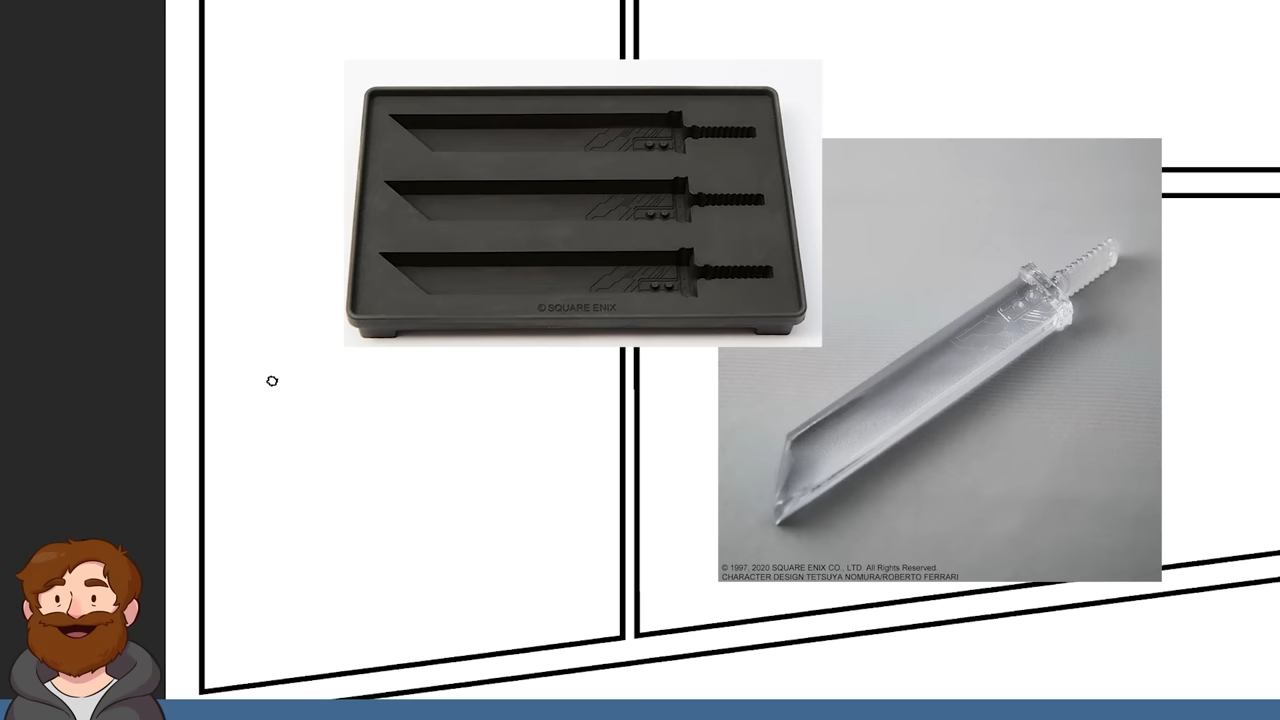 © SQUARE ENIX
© 1997, 2020 SQUARE ENIX CO., LTD. All Rights Reserved.
CHARACTER DESIGN TETSUYA NOMURA/ROBERTO FERRARI